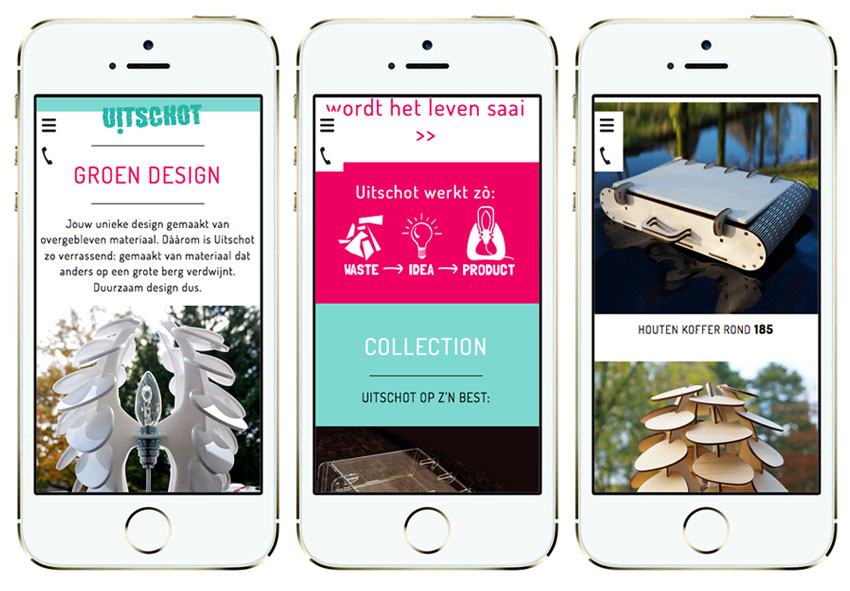 UiTSCHOT
GROEN DESIGN
Jouw unieke design gemaakt van
overgebleven materiaal. Dààrom is Uitschot
zo verrassend: gemaakt van materiaal dat
anders op een grote berg verdwijnt.
Duurzaam design dus.
wordt het leven saai
>>
Uitschot werkt zò:
WASTE → IDEA → PRODUCT
COLLECTION
UITSCHOT OP Z'N BEST:
HOUTEN KOFFER ROND 185